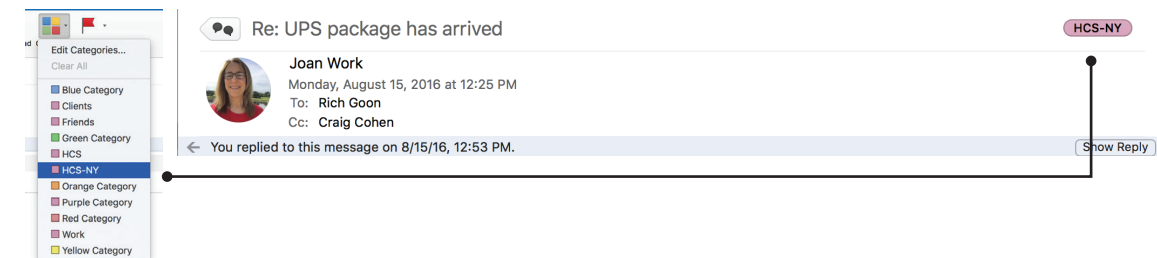 Edit Categories...
Clear All
Blue Category
Clients
Friends
Green Category
HCS
HCS-NY
Orange Category
Purple Category
Red Category
Work
Yellow Category
Re: UPS package has arrived
HCS-NY
Joan Work
Monday, August 15, 2016 at 12:25 PM
To: Rich Goon
Cc: Craig Cohen
You replied to this message on 8/15/16, 12:53 PM.
Show Reply